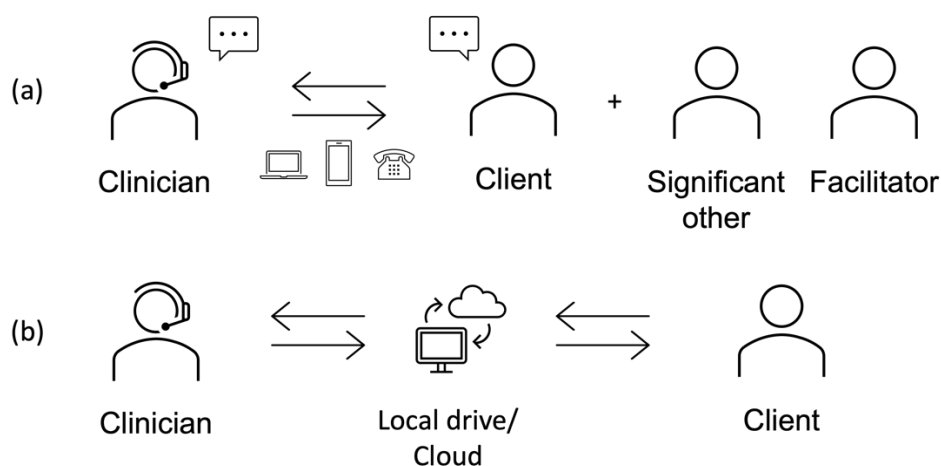 (a)
+
Clinician
Client
Significant
other
Facilitator
(b)
Clinician
Local drive/
Cloud
Client